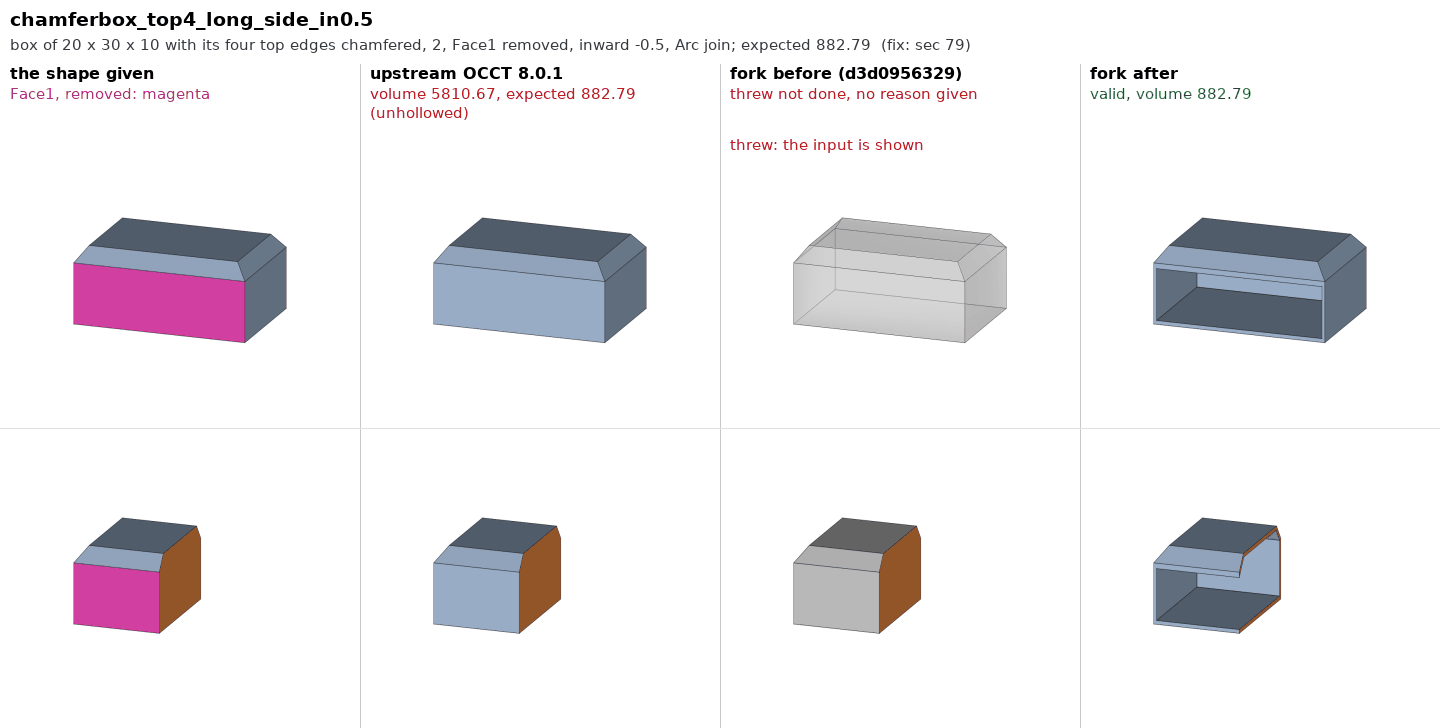 chamferbox_top4_long_side_in0.5
box of 20 x 30 x 10 with its four top edges chamfered, 2, Face1 removed, inward -0.5, Arc join; expected 882.79  (fix: sec 79)
the shape given
Face1, removed: magenta
upstream OCCT 8.0.1
volume 5810.67, expected 882.79
(unhollowed)
fork before (d3d0956329)
threw not done, no reason given
threw: the input is shown
fork after
valid, volume 882.79